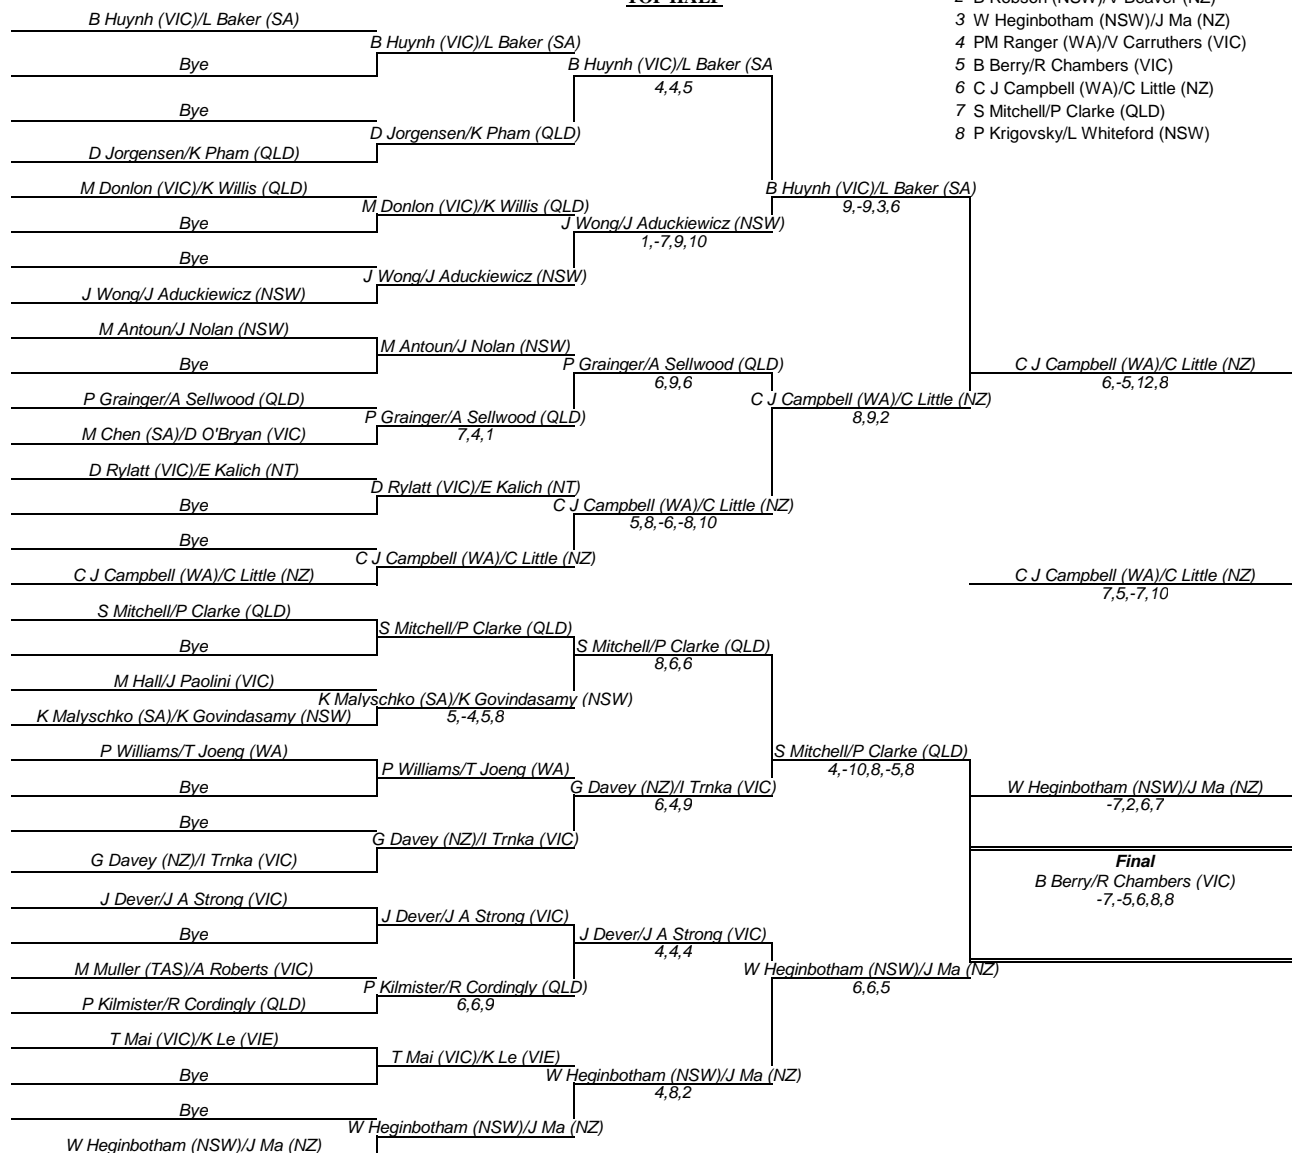 TOP HALF
2 B Robson (NSW)/V Beaver (NZ)
3 W Heginbotham (NSW)/J Ma (NZ)
4 PM Ranger (WA)/V Carruthers (VIC)
5 B Berry/R Chambers (VIC)
6 C J Campbell (WA)/C Little (NZ)
7 S Mitchell/P Clarke (QLD)
8 P Krigovsky/L Whiteford (NSW)
B Huynh (VIC)/L Baker (SA)
Bye
Bye
D Jorgensen/K Pham (QLD)
M Donlon (VIC)/K Willis (QLD)
Bye
Bye
J Wong/J Aduckiewicz (NSW)
M Antoun/J Nolan (NSW)
Bye
P Grainger/A Sellwood (QLD)
M Chen (SA)/D O'Bryan (VIC)
D Rylatt (VIC)/E Kalich (NT)
Bye
Bye
C J Campbell (WA)/C Little (NZ)
S Mitchell/P Clarke (QLD)
Bye
M Hall/J Paolini (VIC)
K Malyschko (SA)/K Govindasamy (NSW)
P Williams/T Joeng (WA)
Bye
Bye
G Davey (NZ)/I Trnka (VIC)
J Dever/J A Strong (VIC)
Bye
M Muller (TAS)/A Roberts (VIC)
P Kilmister/R Cordingly (QLD)
T Mai (VIC)/K Le (VIE)
Bye
Bye
W Heginbotham (NSW)/J Ma (NZ)
B Huynh (VIC)/L Baker (SA)
D Jorgensen/K Pham (QLD)
M Donlon (VIC)/K Willis (QLD)
J Wong/J Aduckiewicz (NSW)
M Antoun/J Nolan (NSW)
P Grainger/A Sellwood (QLD)
7,4,1
D Rylatt (VIC)/E Kalich (NT)
C J Campbell (WA)/C Little (NZ)
S Mitchell/P Clarke (QLD)
K Malyschko (SA)/K Govindasamy (NSW)
5,-4,5,8
P Williams/T Joeng (WA)
G Davey (NZ)/I Trnka (VIC)
J Dever/J A Strong (VIC)
P Kilmister/R Cordingly (QLD)
6,6,9
T Mai (VIC)/K Le (VIE)
W Heginbotham (NSW)/J Ma (NZ)
B Huynh (VIC)/L Baker (SA
4,4,5
J Wong/J Aduckiewicz (NSW)
1,-7,9,10
P Grainger/A Sellwood (QLD)
6,9,6
C J Campbell (WA)/C Little (NZ)
5,8,-6,-8,10
S Mitchell/P Clarke (QLD)
8,6,6
G Davey (NZ)/I Trnka (VIC)
6,4,9
J Dever/J A Strong (VIC)
4,4,4
W Heginbotham (NSW)/J Ma (NZ)
4,8,2
B Huynh (VIC)/L Baker (SA)
9,-9,3,6
C J Campbell (WA)/C Little (NZ)
8,9,2
S Mitchell/P Clarke (QLD)
4,-10,8,-5,8
W Heginbotham (NSW)/J Ma (NZ)
6,6,5
C J Campbell (WA)/C Little (NZ)
6,-5,12,8
C J Campbell (WA)/C Little (NZ)
7,5,-7,10
W Heginbotham (NSW)/J Ma (NZ)
-7,2,6,7
Final
B Berry/R Chambers (VIC)
-7,-5,6,8,8